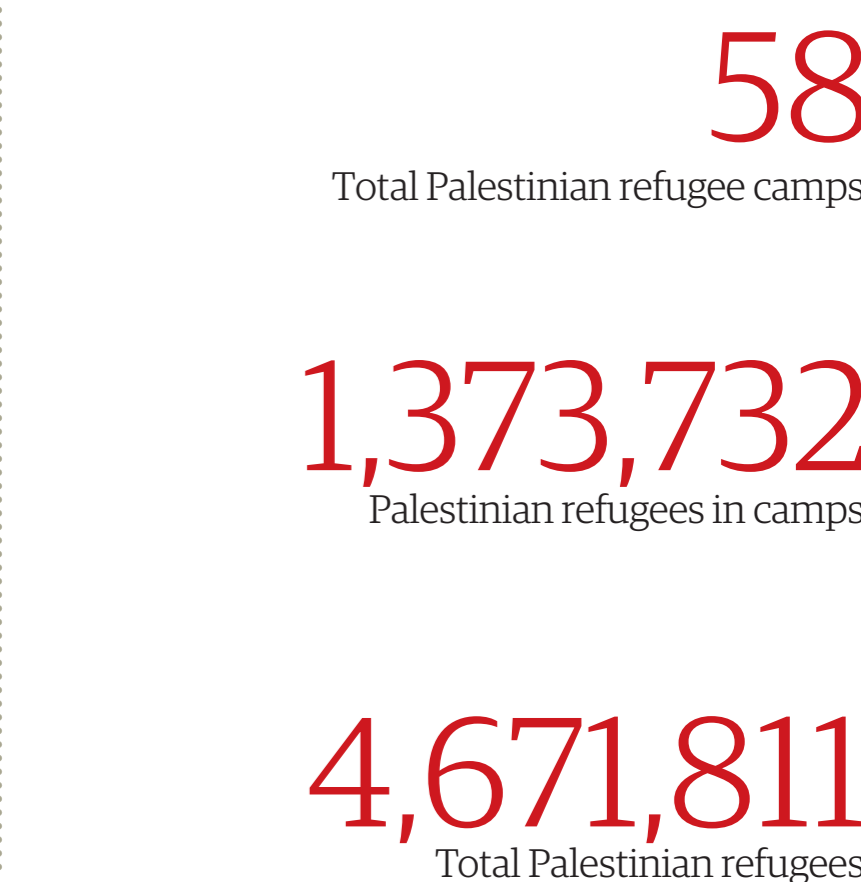 58
Total Palestinian refugee camps
1,373,732
Palestinian refugees in camps
4,671,811
Total Palestinian refugees